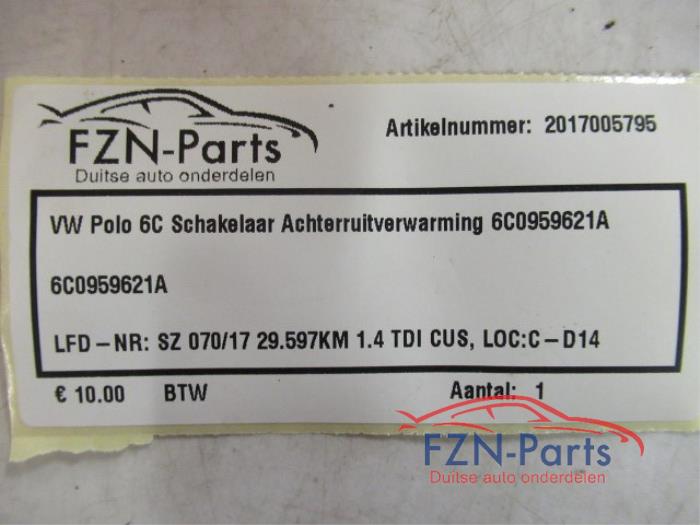 FZN-Parts
Duitse auto onderdelen
Artikelnummer: 2017005795
VW Polo 6C Schakelaar Achterruitverwarming 6C0959621A
6C0959621A
LFD-NR: SZ 070/17 29.597KM 1.4 TDI CUS, LOC:C-D14
€ 10.00 BTW Aantal: 1
FZN-Parts
Duitse auto onderdelen